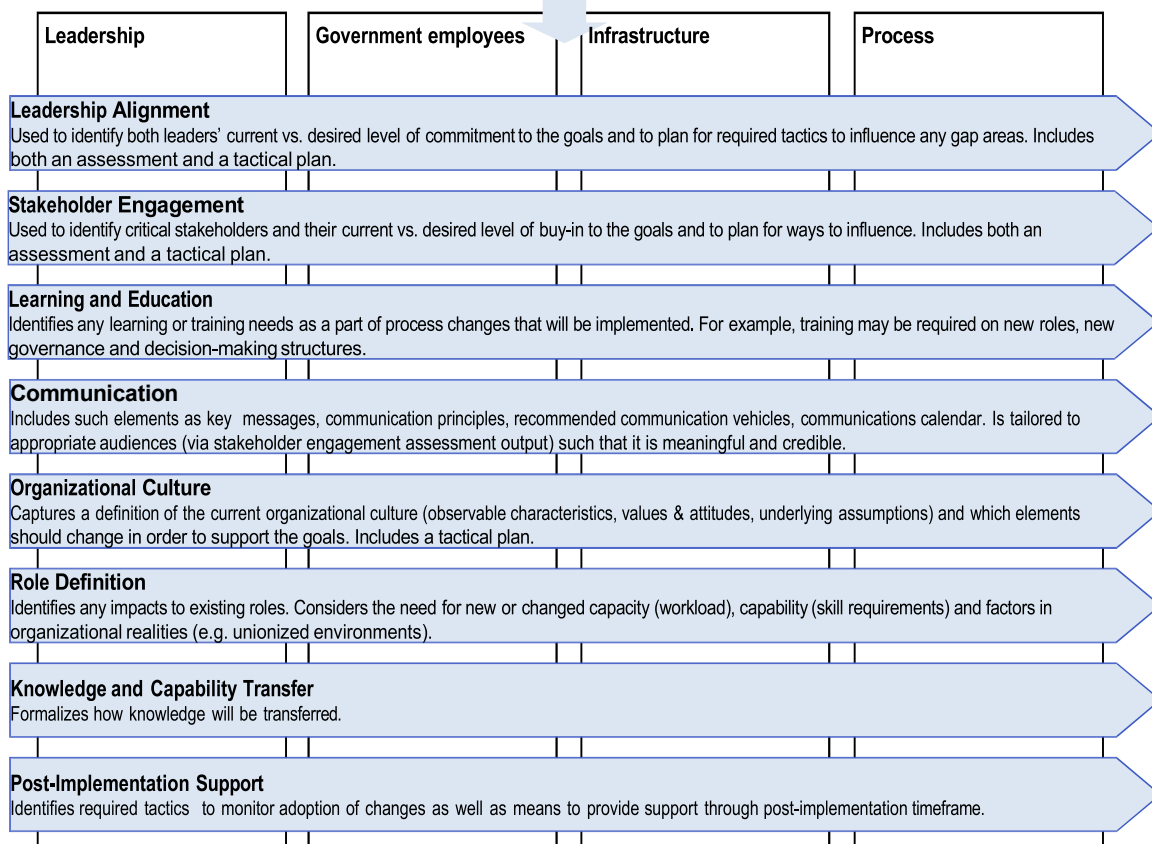 Leadership
Government employees
Infrastructure
Process
Leadership Alignment
Used to identify both leaders' current vs. desired level of commitment to the goals and to plan for required tactics to influence any gap areas. Includes
both an assessment and a tactical plan.
Stakeholder Engagement
Used to identify critical stakeholders and their current vs. desired level of buy-in to the goals and to plan for ways to influence. Includes both an
assessment and a tactical plan.
Learning and Education
Identifies any learning or training needs as a part of process changes that will be implemented. For example, training may be required on new roles, new
governance and decision-making structures.
Communication
Includes such elements as key messages, communication principles, recommended communication vehicles, communications calendar. Is tailored to
appropriate audiences (via stakeholder engagement assessment output) such that it is meaningful and credible.
Organizational Culture
Captures a definition of the current organizational culture (observable characteristics, values & attitudes, underlying assumptions) and which elements
should change in order to support the goals. Includes a tactical plan.
Role Definition
Identifies any impacts to existing roles. Considers the need for new or changed capacity (workload), capability (skill requirements) and factors in
organizational realities (e.g. unionized environments).
Knowledge and Capability Transfer
Formalizes how knowledge will be transferred.
Post-Implementation Support
Identifies required tactics to monitor adoption of changes as well as means to provide support through post-implementation timeframe.